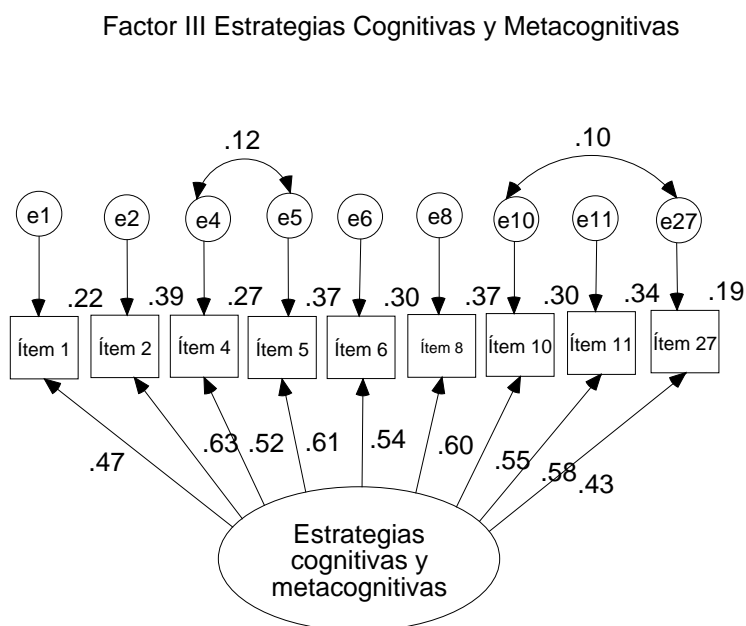 Factor III Estrategias Cognitivas y Metacognitivas
.12
.10
e1 e2 e4 e5 e6 e8 e10 e11 e27
.22 .39 .27 .37 .30 .37 .30 .34 .19
Ítem 1 Ítem 2 Ítem 4 Ítem 5 Ítem 6 Ítem 8 Ítem 10 Ítem 11 Ítem 27
.47 .63 .52 .61 .54 .60 .55 .58 .43
Estrategias
cognitivas y
metacognitivas